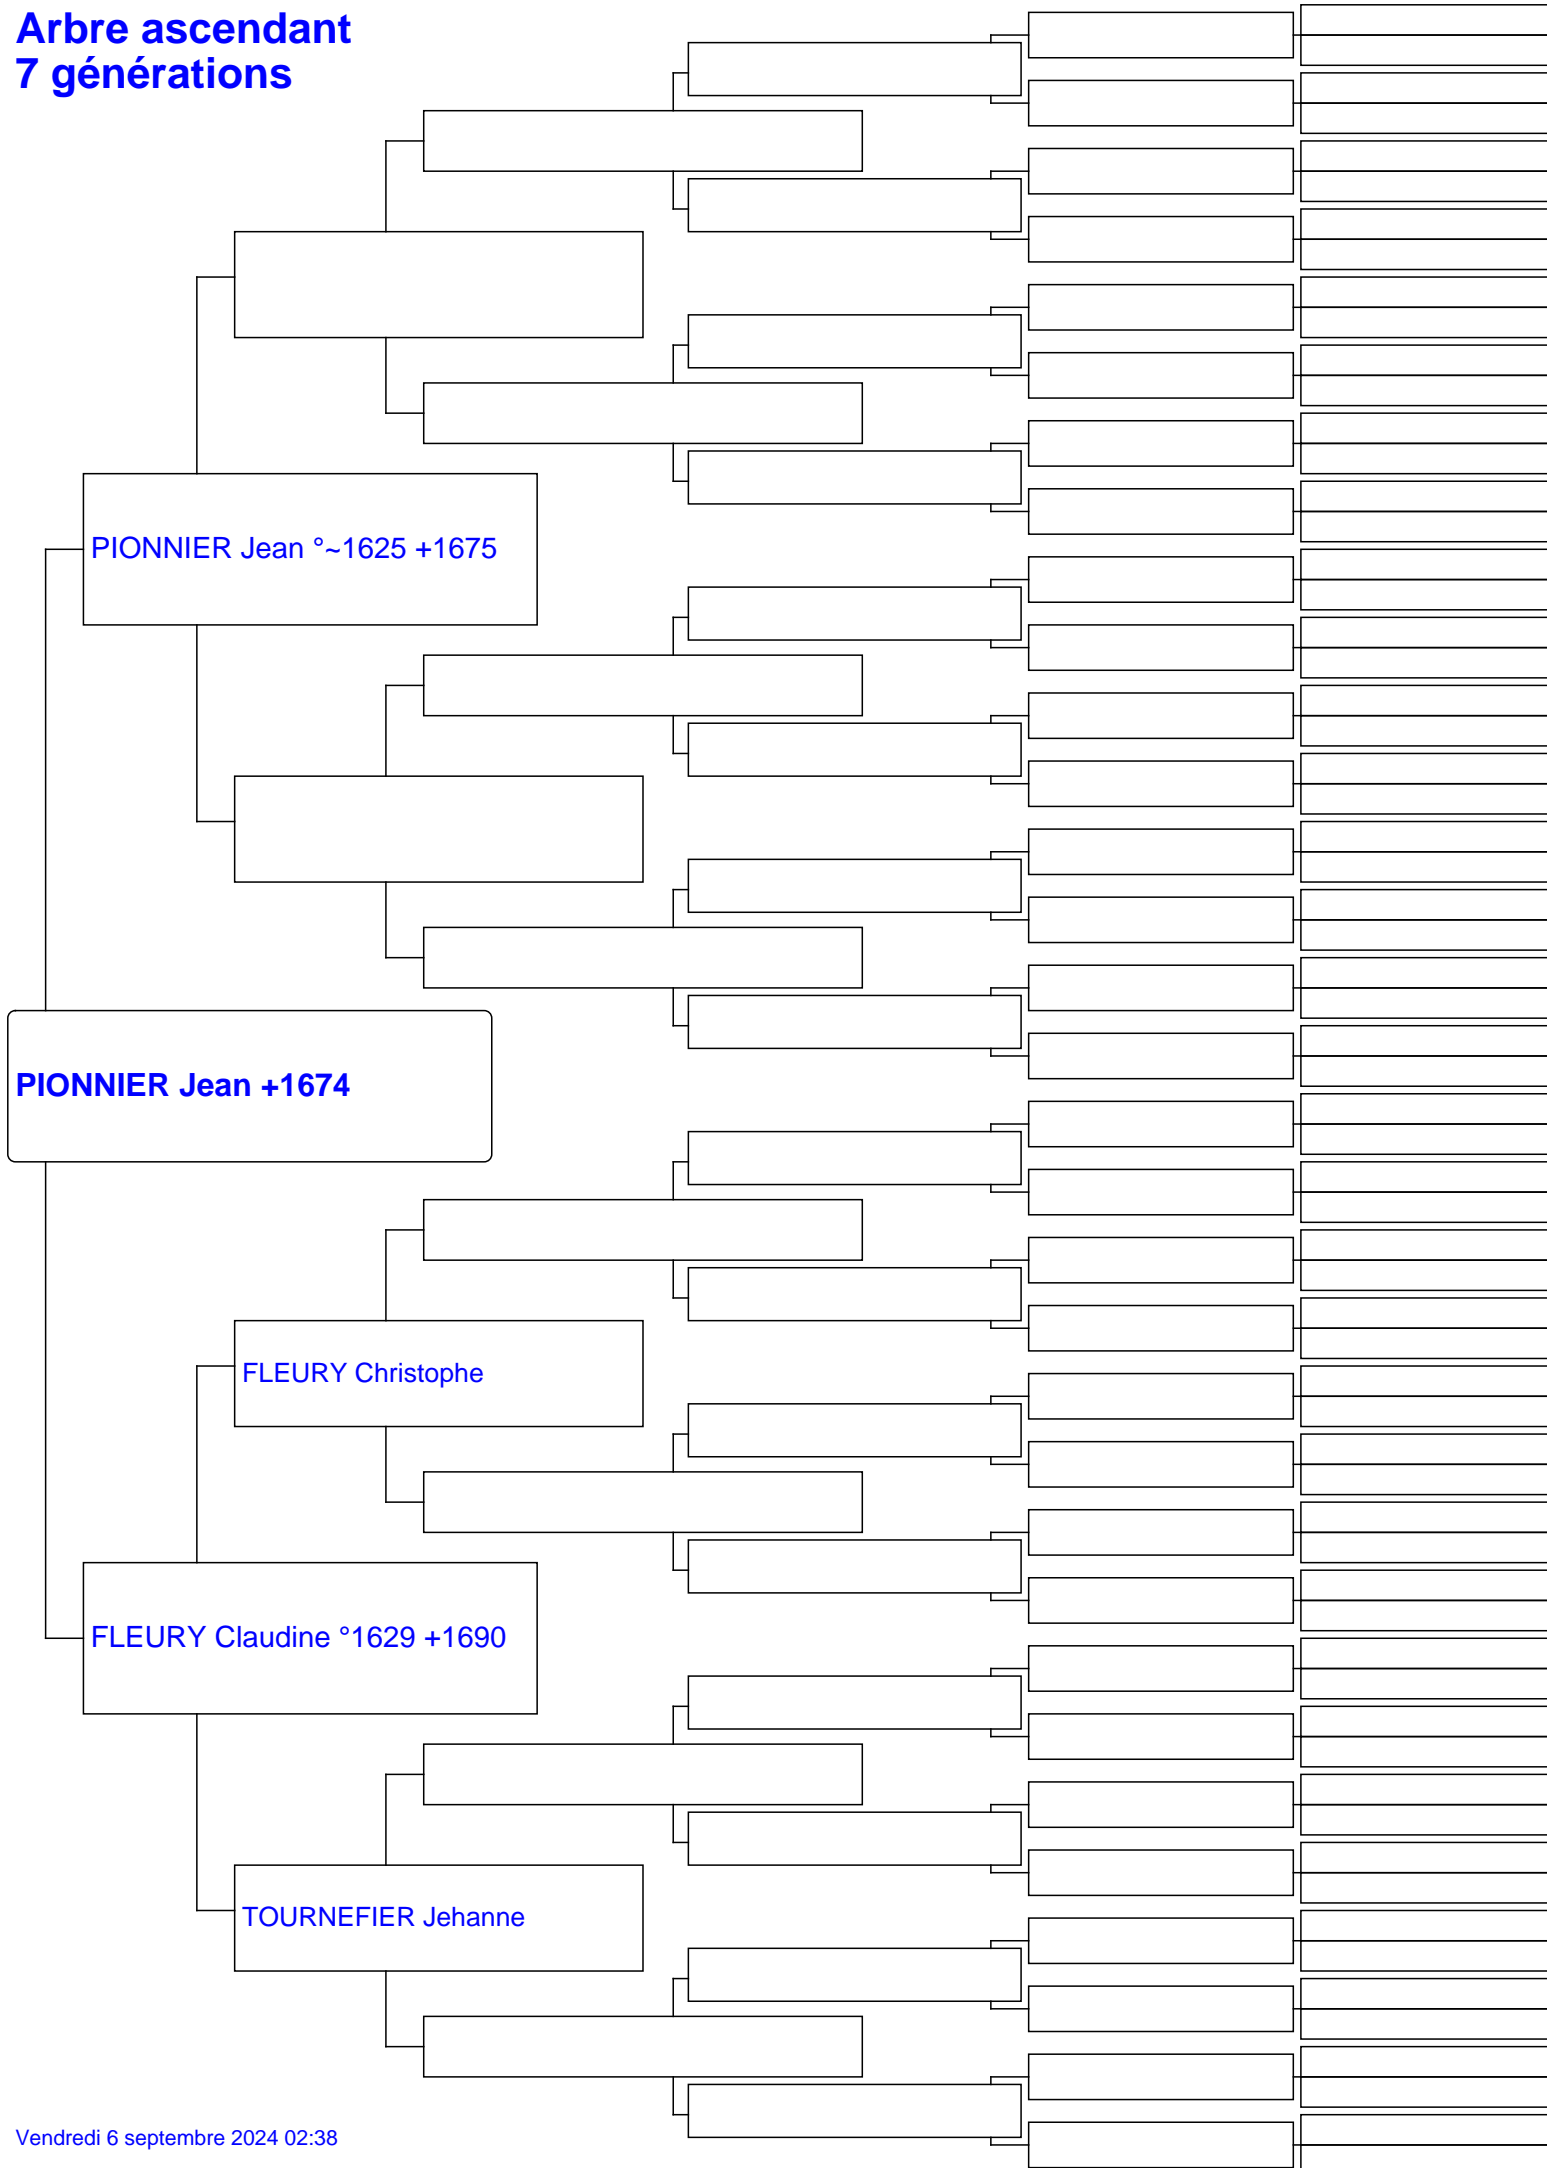 Arbre ascendant
7 générations
PIONNIER Jean °~1625 +1675
PIONNIER Jean +1674
FLEURY Christophe
FLEURY Claudine °1629 +1690
TOURNEFIER Jehanne
Vendredi 6 septembre 2024 02:38